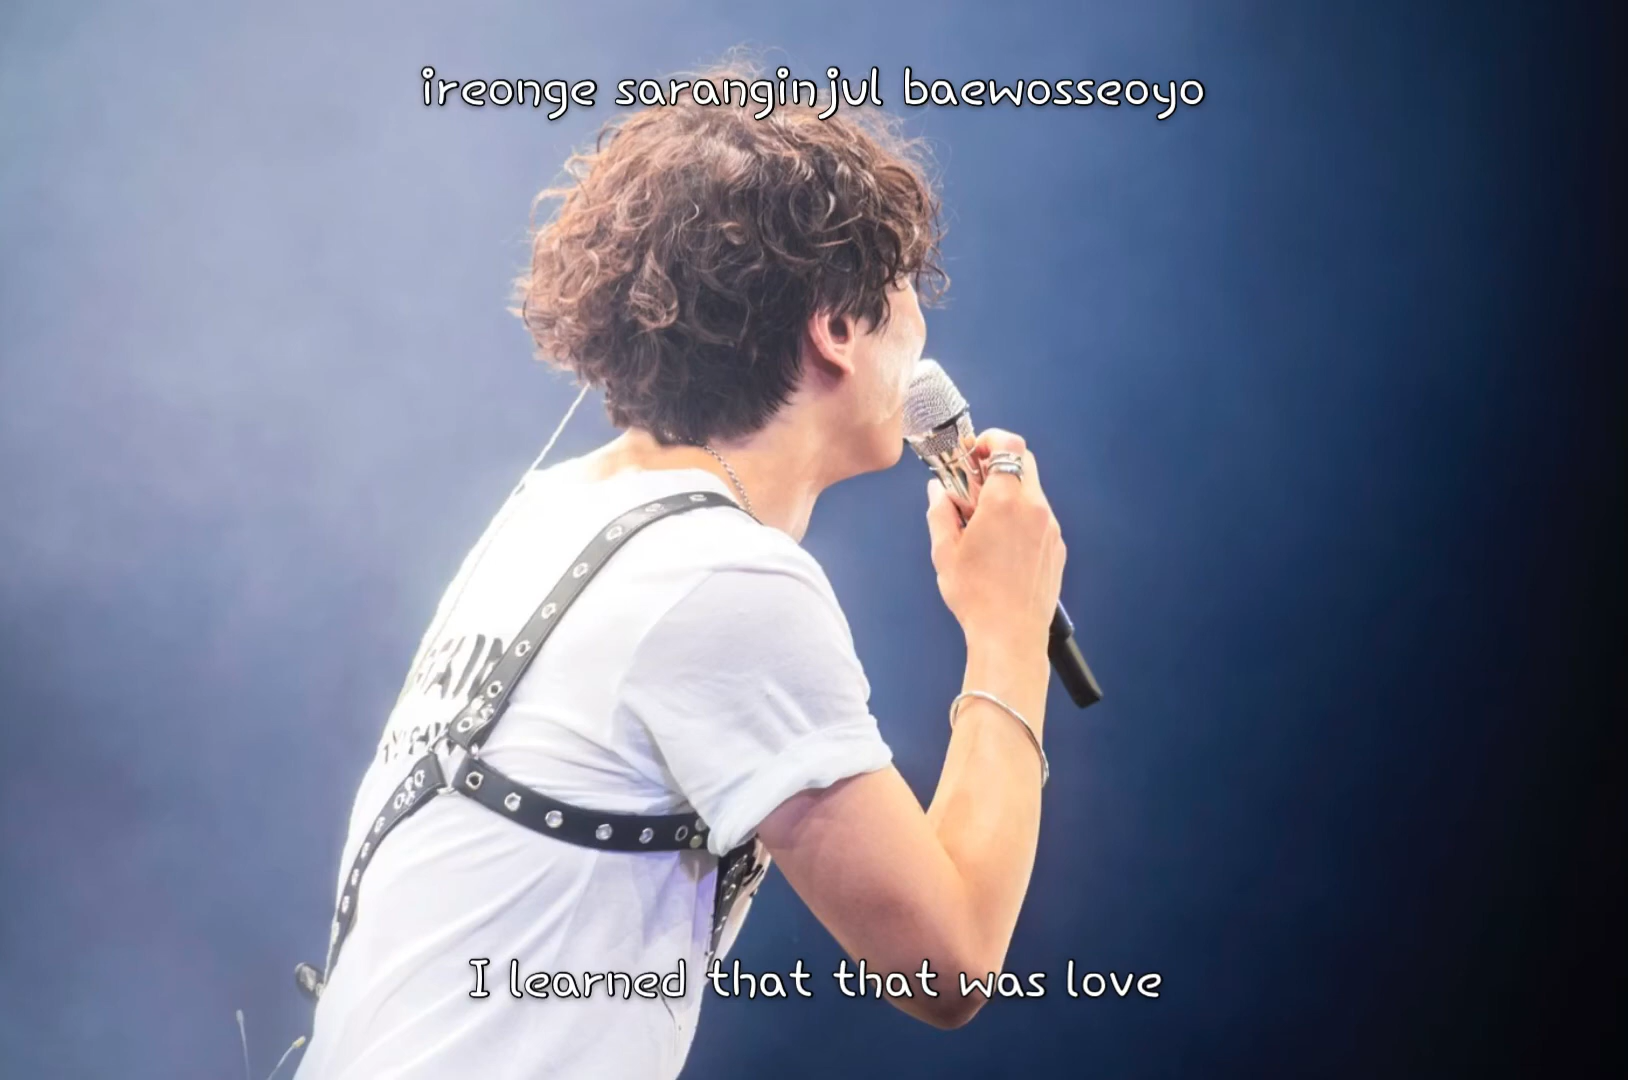 ireonge saranginjul baewosseoyo
I learned that that was love